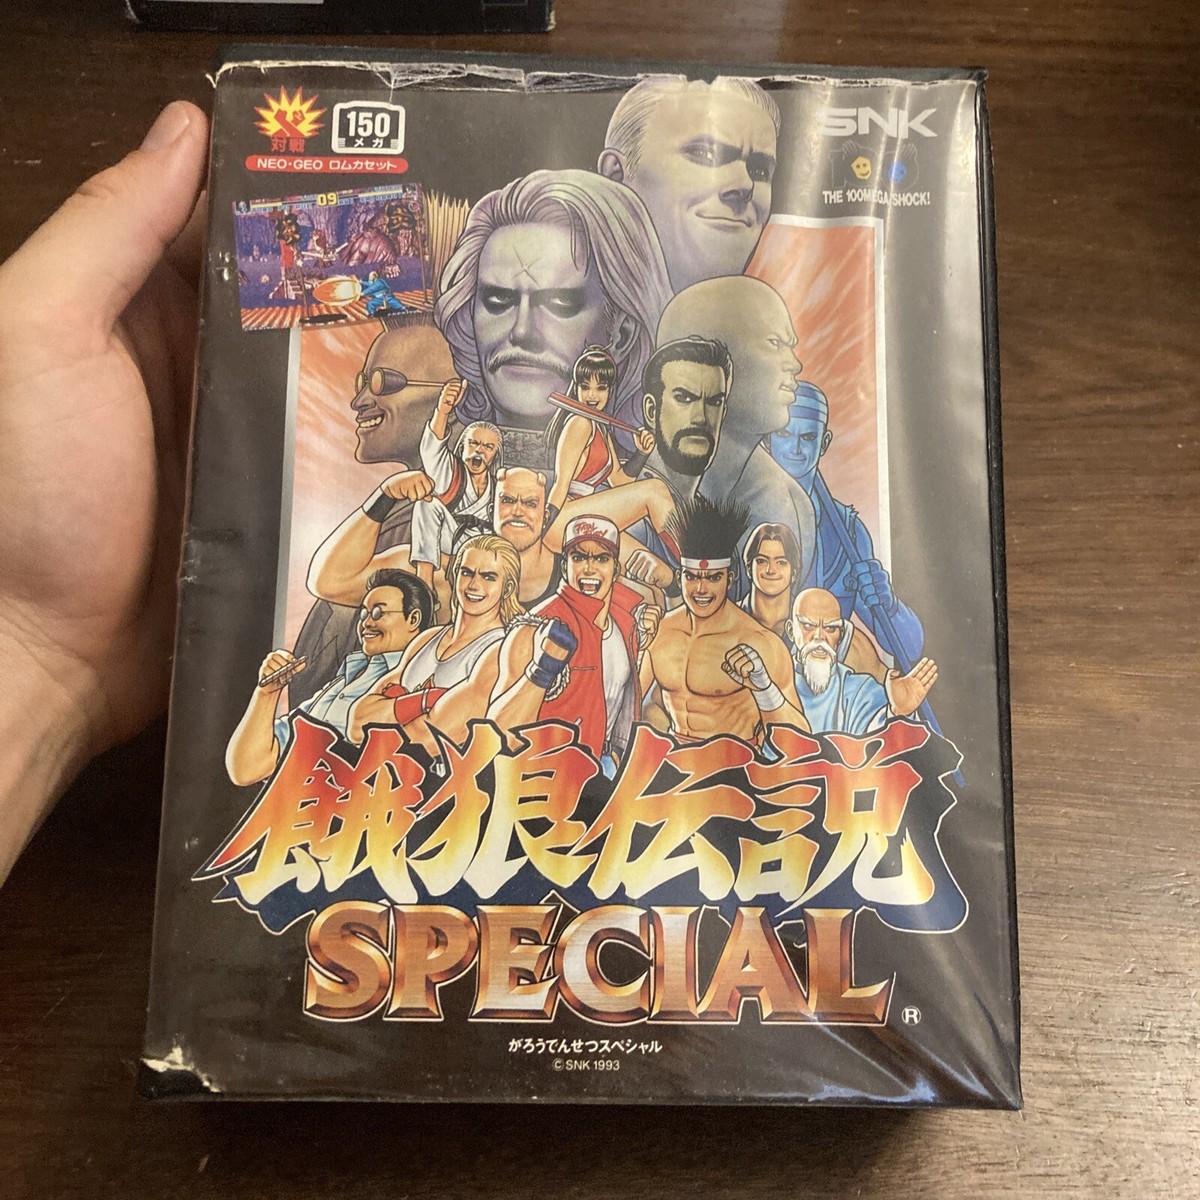 対戦
150
メガ
NEO・GEO ロムカセット
SNK
THE 100MEGA SHOCK!
09
餓狼伝説
SPECIAL
®
がろうでんせつスペシャル
©SNK 1993